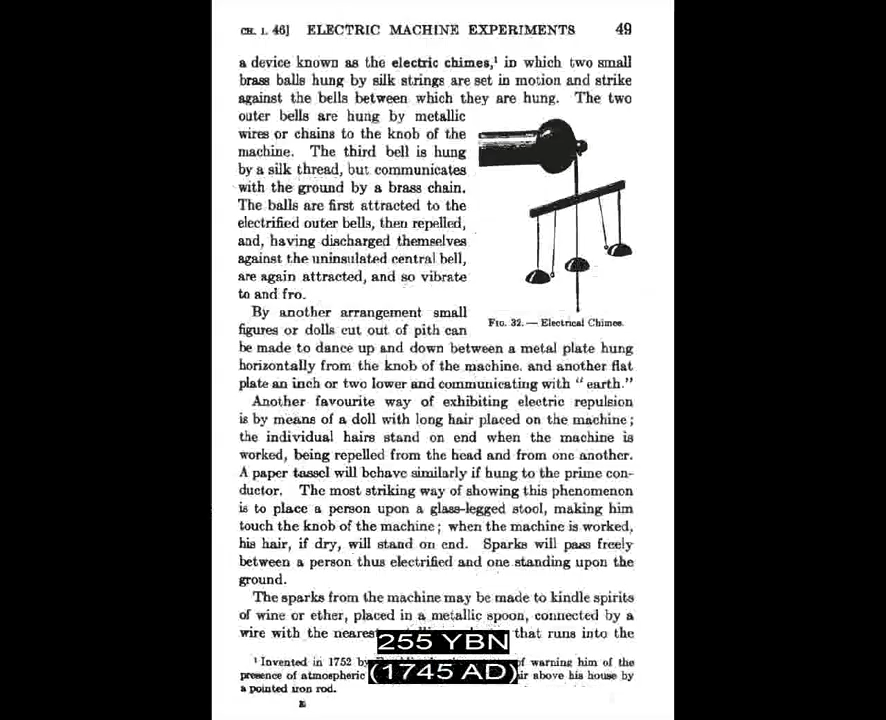 CH. I. 46] ELECTRIC MACHINE EXPERIMENTS 49
a device known as the electric chimes,¹ in which two small
brass balls hung by silk strings are set in motion and strike
against the bells between which they are hung. The two
outer bells are hung by metallic
wires or chains to the knob of the
machine. The third bell is hung
by a silk thread, but communicates
with the ground by a brass chain.
The balls are first attracted to the
electrified outer bells, then repelled,
and, having discharged themselves
against the uninsulated central bell,
are again attracted, and so vibrate
to and fro.
By another arrangement small
figures or dolls cut out of pith can
FIG. 32.—Electrical Chimes.
be made to dance up and down between a metal plate hung
horizontally from the knob of the machine, and another flat
plate an inch or two lower and communicating with "earth."
Another favourite way of exhibiting electric repulsion
is by means of a doll with long hair placed on the machine;
the individual hairs stand on end when the machine is
worked, being repelled from the head and from one another.
A paper tassel will behave similarly if hung to the prime con-
ductor. The most striking way of showing this phenomenon
is to place a person upon a glass-legged stool, making him
touch the knob of the machine; when the machine is worked,
his hair, if dry, will stand on end. Sparks will pass freely
between a person thus electrified and one standing upon the
ground.
The sparks from the machine may be made to kindle spirits
of wine or ether, placed in a metallic spoon, connected by a
wire with the nearest that runs into the
255 YBN
(1745 AD)
¹ Invented in 1752 by of warning him of the
presence of atmospheric air above his house by
a pointed iron rod.
E